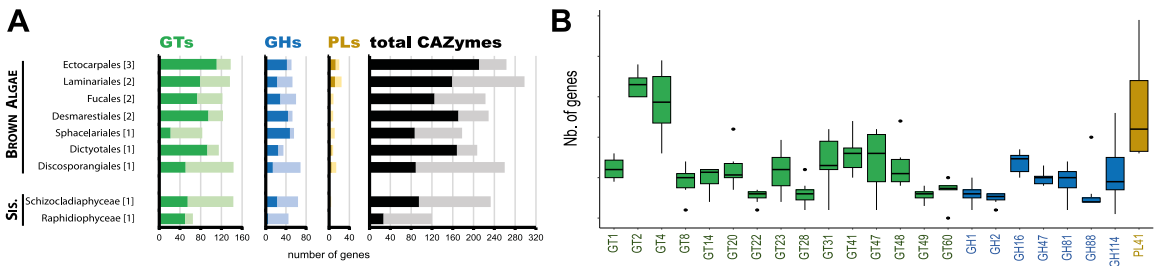 A
GTs GHs PLs total CAZymes
BROWN ALGAE
Ectocarpales [3]
Laminariales [2]
Fucales [2]
Desmarestiales [2]
Sphacelariales [1]
Dictyotales [1]
Discosporangiales [1]
SIS.
Schizocladiophyceae [1]
Raphidiophyceae [1]
0 40 80 120 160 0 40 80 0 40 0 40 80 120 160 200 240 280 320
number of genes
B
Nb. of genes
GT1 GT2 GT4 GT8 GT14 GT20 GT22 GT23 GT28 GT31 GT41 GT47 GT48 GT49 GT60 GH1 GH2 GH16 GH47 GH81 GH88 GH114 PL41